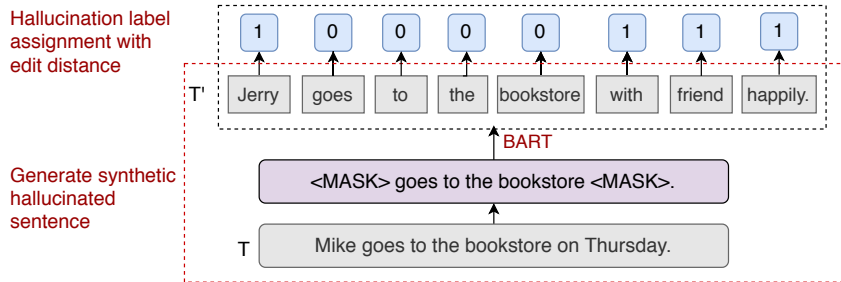 Hallucination label
assignment with
edit distance
1 0 0 0 0 1 1 1
T' Jerry goes to the bookstore with friend happily.
BART
Generate synthetic
hallucinated
sentence
<MASK> goes to the bookstore <MASK>.
T Mike goes to the bookstore on Thursday.